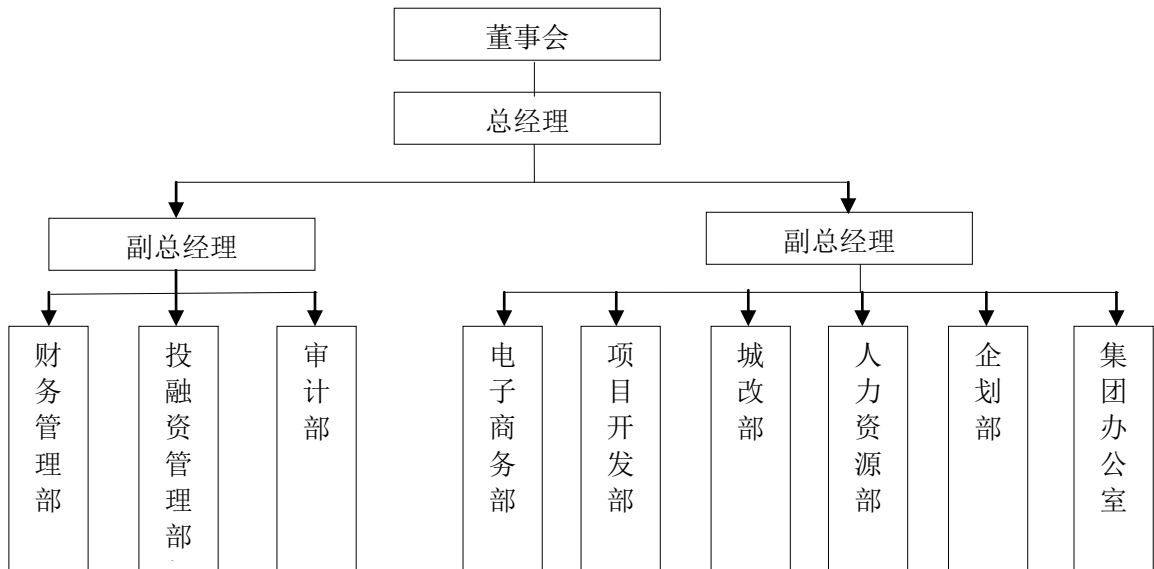 董事会
总经理
副总经理
副总经理
财务管理部
投融资管理部
审计部
电子商务部
项目开发部
城改部
人力资源部
企划部
集团办公室